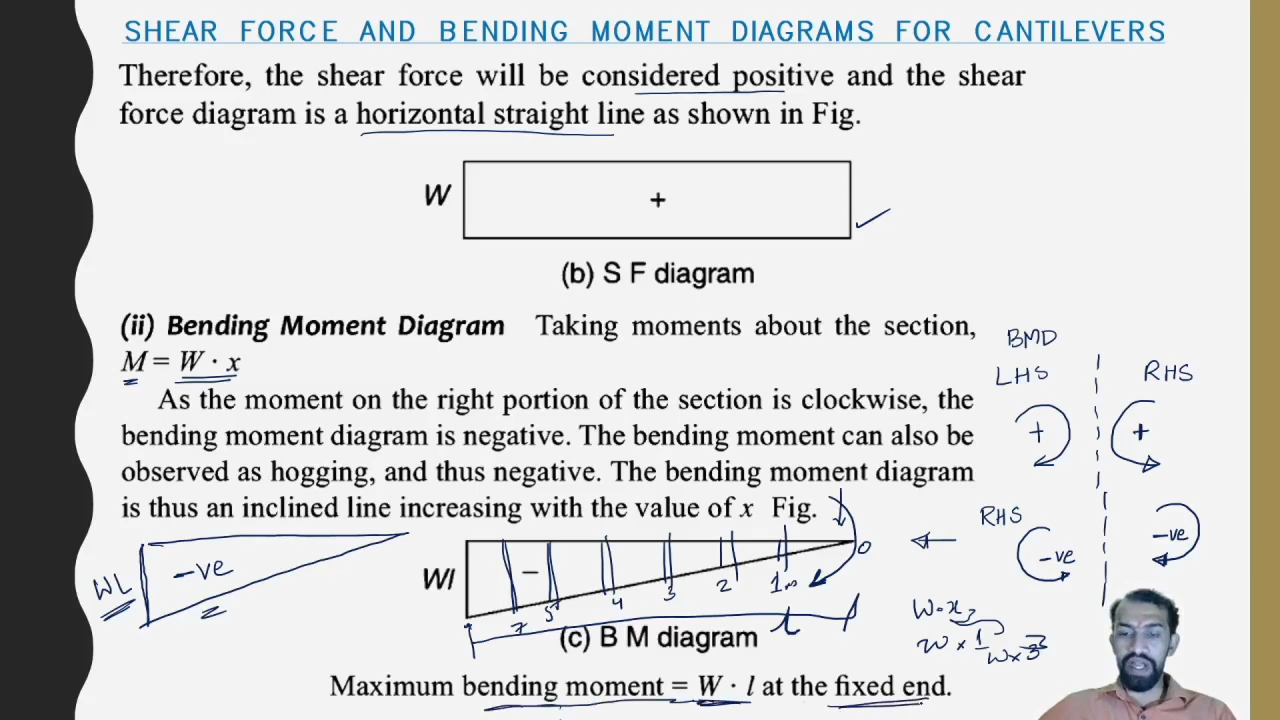 SHEAR FORCE AND BENDING MOMENT DIAGRAMS FOR CANTILEVERS
Therefore, the shear force will be considered positive and the shear
force diagram is a horizontal straight line as shown in Fig.
W
+
(b) S F diagram
(ii) Bending Moment Diagram Taking moments about the section,
M = W · x
As the moment on the right portion of the section is clockwise, the
bending moment diagram is negative. The bending moment can also be
observed as hogging, and thus negative. The bending moment diagram
is thus an inclined line increasing with the value of x Fig.
BMD
LHS RHS
+ +
RHS
-ve -ve
WL -ve
Wl − 0
7 5 4 3 2 1m
l
(c) B M diagram
W·x
W × 1
W × 3
Maximum bending moment = W · l at the fixed end.